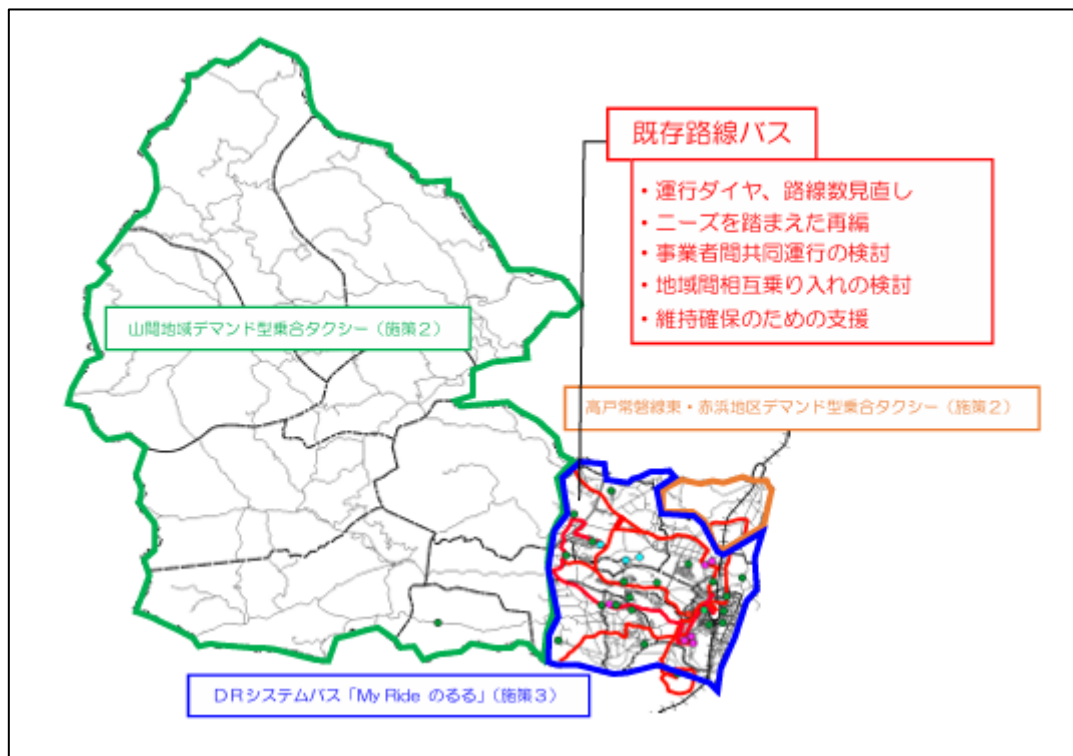 既存路線バス
・運行ダイヤ、路線数見直し
・ニーズを踏まえた再編
・事業者間共同運行の検討
・地域間相互乗り入れの検討
・維持確保のための支援
山間地域デマンド型乗合タクシー（施策２）
高戸常磐線東・赤浜地区デマンド型乗合タクシー（施策２）
ＤＲシステムバス「My Ride のるる」（施策３）